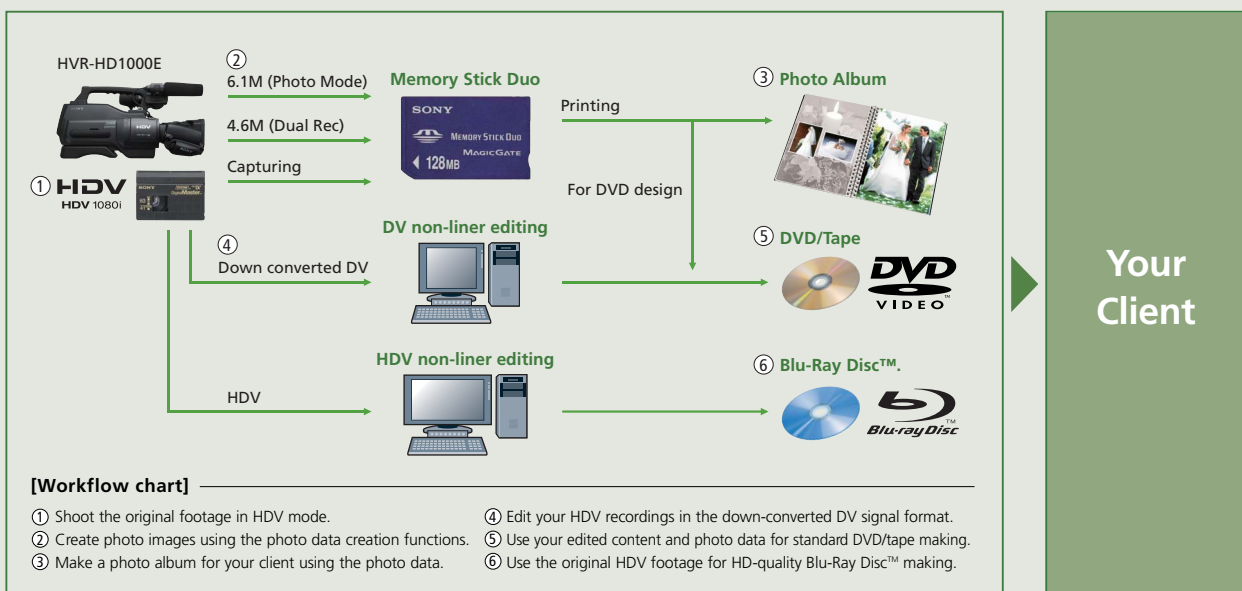 HVR-HD1000E
②
6.1M (Photo Mode)
4.6M (Dual Rec)
Capturing
Memory Stick Duo
SONY
MEMORY STICK DUO
MAGICGATE
128MB
Printing
For DVD design
③ Photo Album
① HDV
HDV 1080i
SONY
④
Down converted DV
DV non-liner editing
⑤ DVD/Tape
DVD
VIDEO™
HDV
HDV non-liner editing
⑥ Blu-Ray Disc™.
Blu-ray Disc™
Your
Client
[Workflow chart]
① Shoot the original footage in HDV mode.
② Create photo images using the photo data creation functions.
③ Make a photo album for your client using the photo data.
④ Edit your HDV recordings in the down-converted DV signal format.
⑤ Use your edited content and photo data for standard DVD/tape making.
⑥ Use the original HDV footage for HD-quality Blu-Ray Disc™ making.